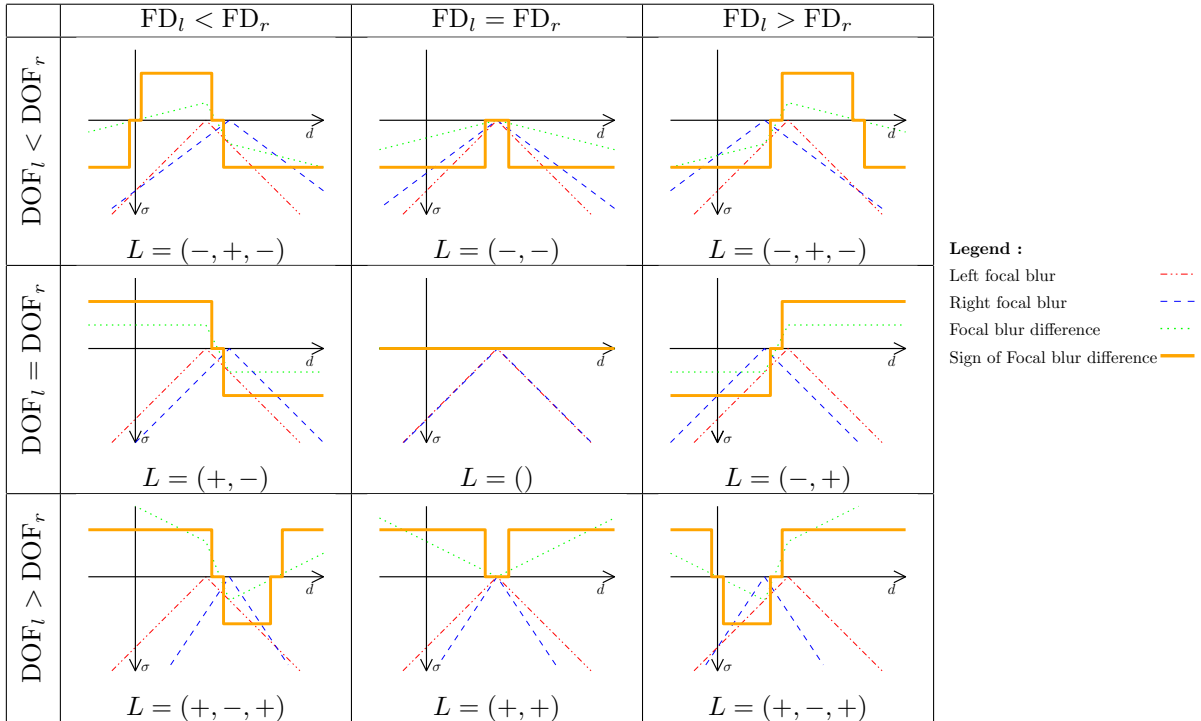 FD_l < FD_r FD_l = FD_r FD_l > FD_r
DOF_l < DOF_r
d
σ
L = (−, +, −)
d
σ
L = (−, −)
d
σ
L = (−, +, −)
DOF_l = DOF_r
d
σ
L = (+, −)
d
σ
L = ()
d
σ
L = (−, +)
DOF_l > DOF_r
d
σ
L = (+, −, +)
d
σ
L = (+, +)
d
σ
L = (+, −, +)
Legend :
Left focal blur
Right focal blur
Focal blur difference
Sign of Focal blur difference